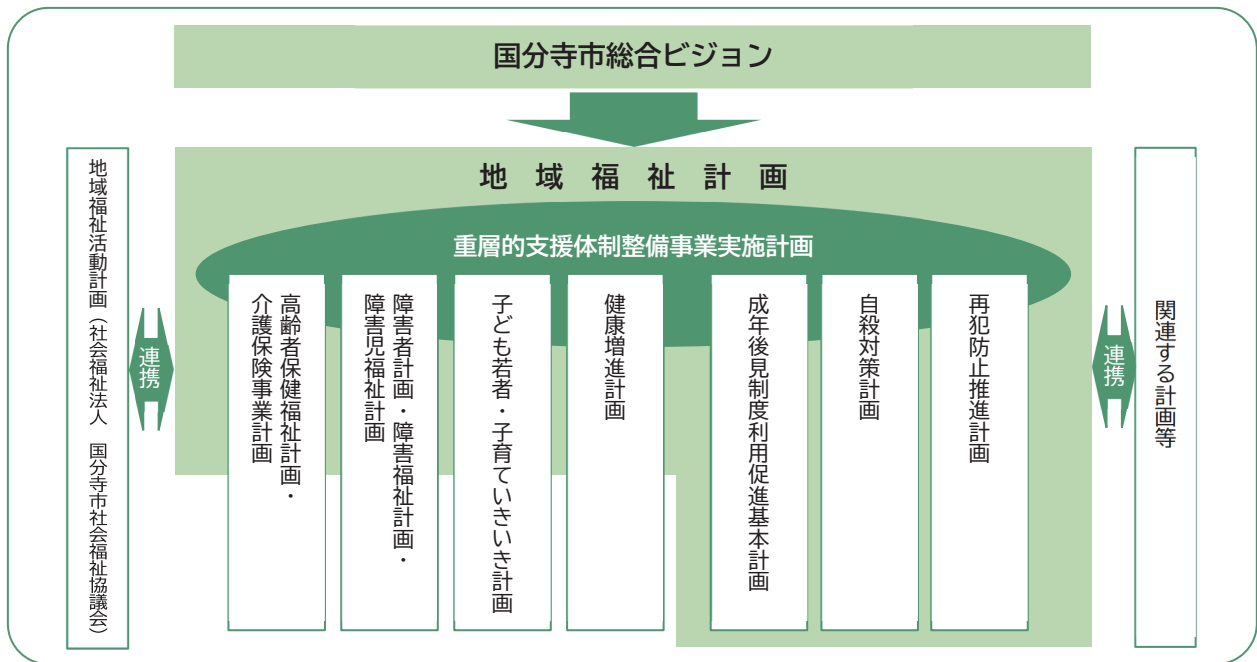 国分寺市総合ビジョン
地域福祉計画
重層的支援体制整備事業実施計画
地域福祉活動計画（社会福祉法人　国分寺市社会福祉協議会）
連携
高齢者保健福祉計画・
介護保険事業計画
障害者計画・障害福祉計画・
障害児福祉計画
子ども若者・子育ていきいき計画
健康増進計画
成年後見制度利用促進基本計画
自殺対策計画
再犯防止推進計画
連携
関連する計画等